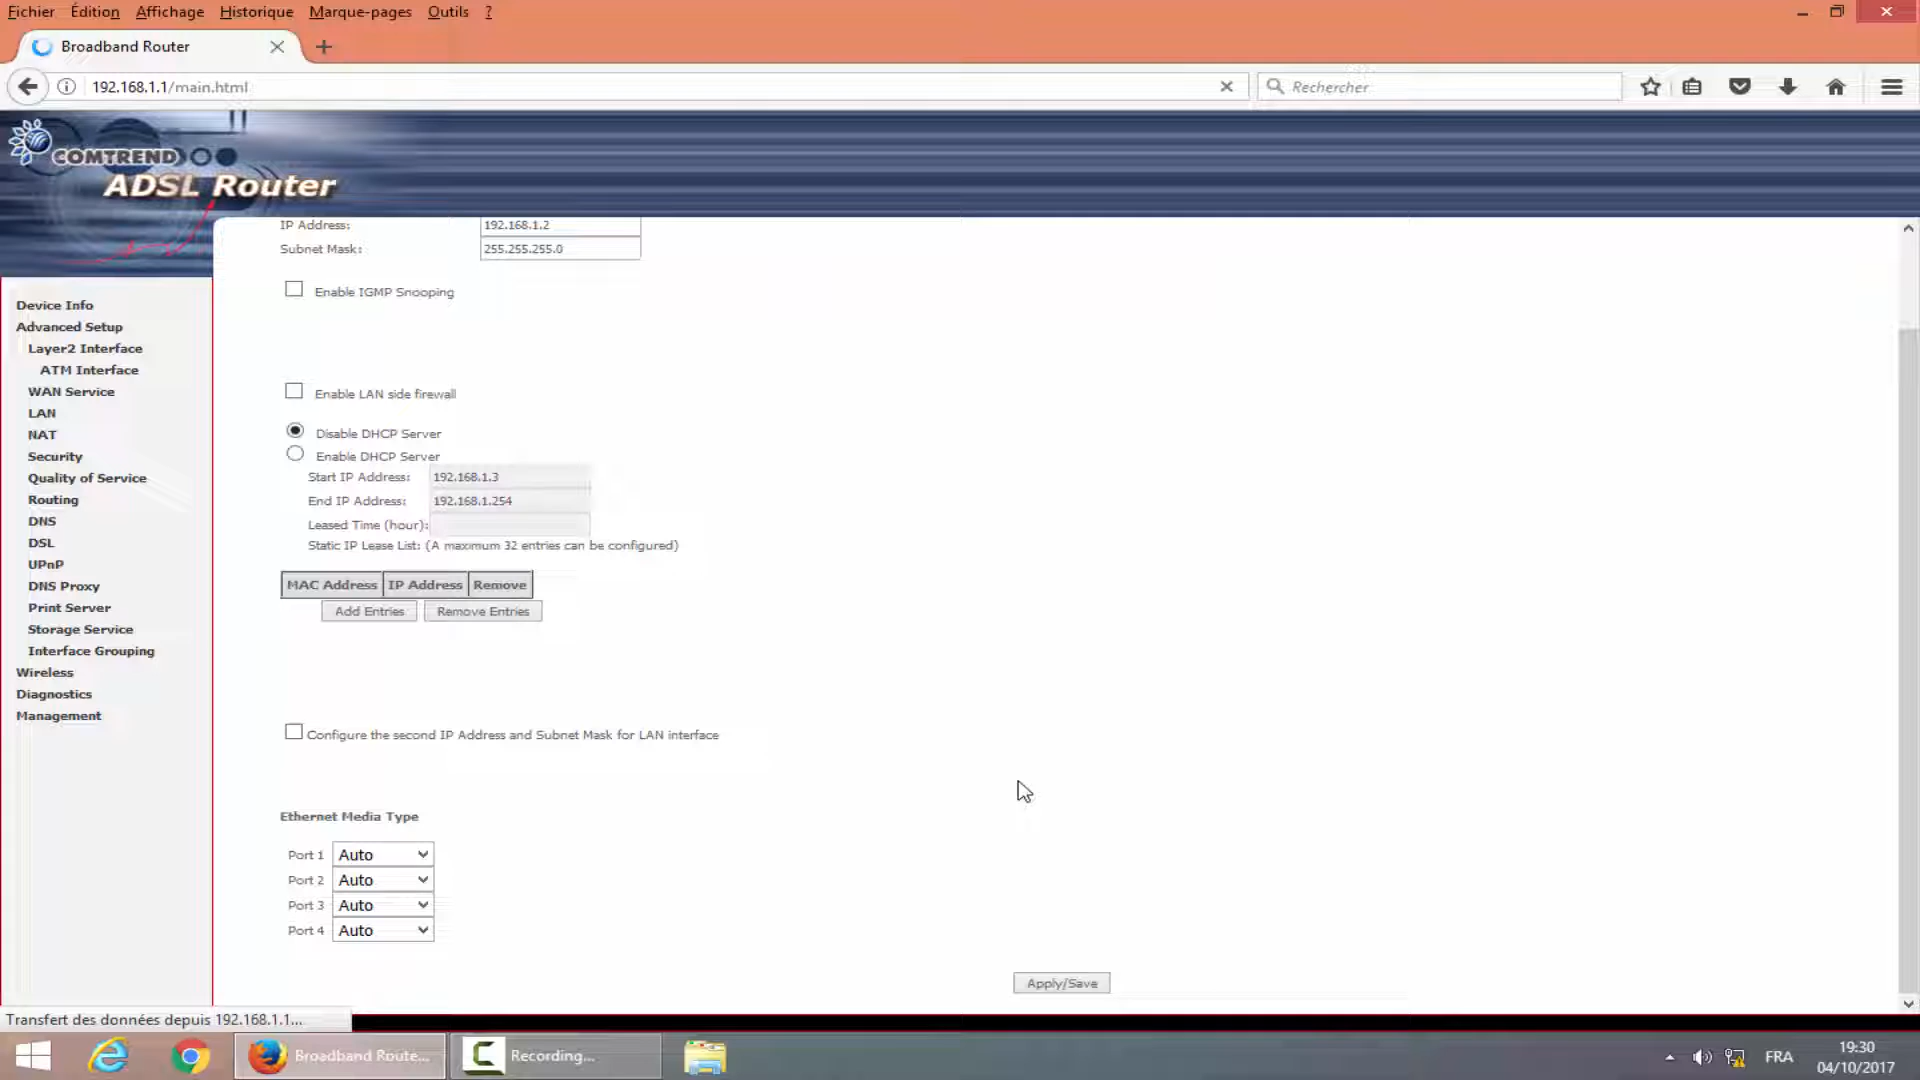 Fichier Édition Affichage Historique Marque-pages Outils ?
Broadband Router
192.168.1.1/main.html
Rechercher
COMTREND
ADSL Router
Device Info
Advanced Setup
Layer2 Interface
ATM Interface
WAN Service
LAN
NAT
Security
Quality of Service
Routing
DNS
DSL
UPnP
DNS Proxy
Print Server
Storage Service
Interface Grouping
Wireless
Diagnostics
Management
IP Address: 192.168.1.2
Subnet Mask: 255.255.255.0
Enable IGMP Snooping
Enable LAN side firewall
Disable DHCP Server
Enable DHCP Server
Start IP Address: 192.168.1.3
End IP Address: 192.168.1.254
Leased Time (hour):
Static IP Lease List: (A maximum 32 entries can be configured)
MAC Address IP Address Remove
Add Entries Remove Entries
Configure the second IP Address and Subnet Mask for LAN interface
Ethernet Media Type
Port 1 Auto
Port 2 Auto
Port 3 Auto
Port 4 Auto
Apply/Save
Transfert des données depuis 192.168.1.1...
Broadband Route...
Recording...
FRA
19:30
04/10/2017